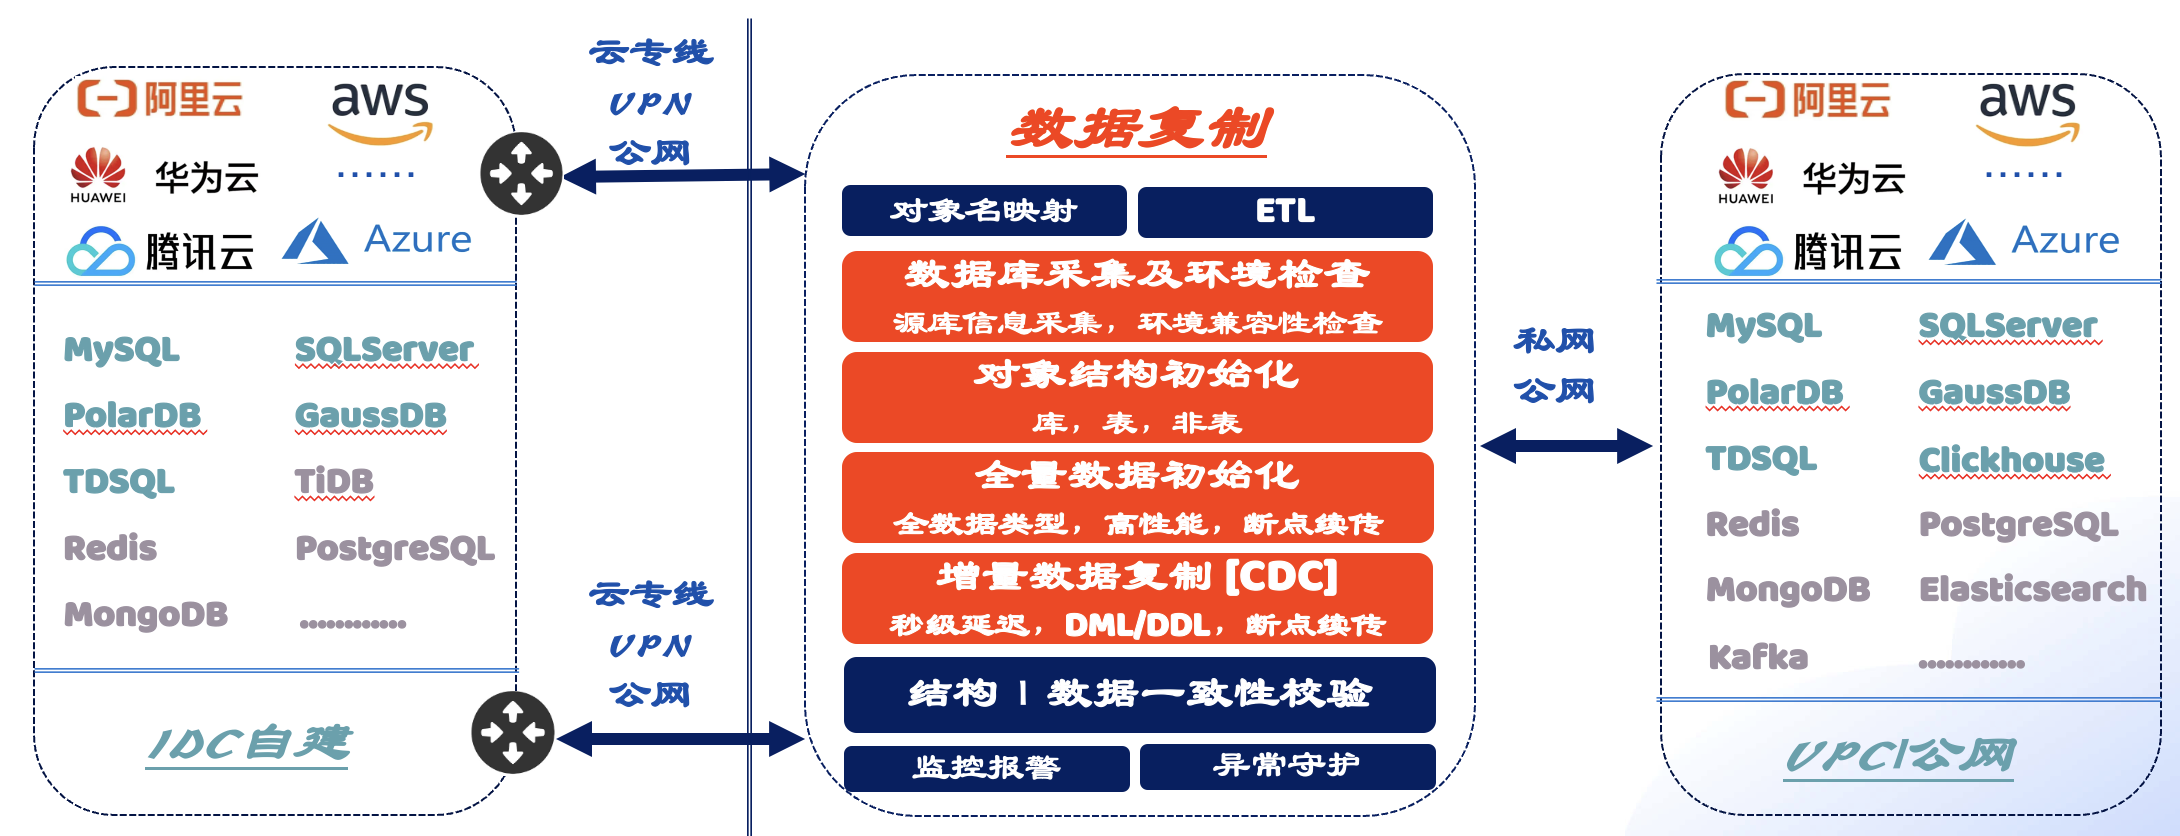 阿里云
aws
HUAWEI
华为云
......
腾讯云
Azure
MySQL
SQLServer
PolarDB
GaussDB
TDSQL
TiDB
Redis
PostgreSQL
MongoDB
............
IDC自建
云专线
VPN
公网
云专线
VPN
公网
数据复制
对象名映射
ETL
数据库采集及环境检查
源库信息采集，环境兼容性检查
对象结构初始化
库，表，非表
全量数据初始化
全数据类型，高性能，断点续传
增量数据复制 [CDC]
秒级延迟，DML/DDL，断点续传
结构 | 数据一致性校验
监控报警
异常守护
私网
公网
阿里云
aws
HUAWEI
华为云
......
腾讯云
Azure
MySQL
SQLServer
PolarDB
GaussDB
TDSQL
Clickhouse
Redis
PostgreSQL
MongoDB
Elasticsearch
Kafka
............
VPC|公网